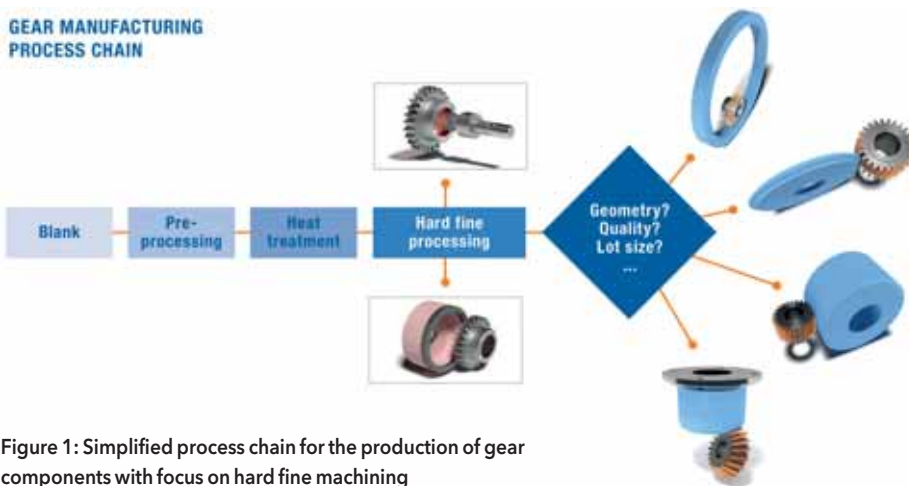 GEAR MANUFACTURING
PROCESS CHAIN
Blank
Pre-
processing
Heat
treatment
Hard fine
processing
Geometry?
Quality?
Lot size?
...
Figure 1: Simplified process chain for the production of gear
components with focus on hard fine machining